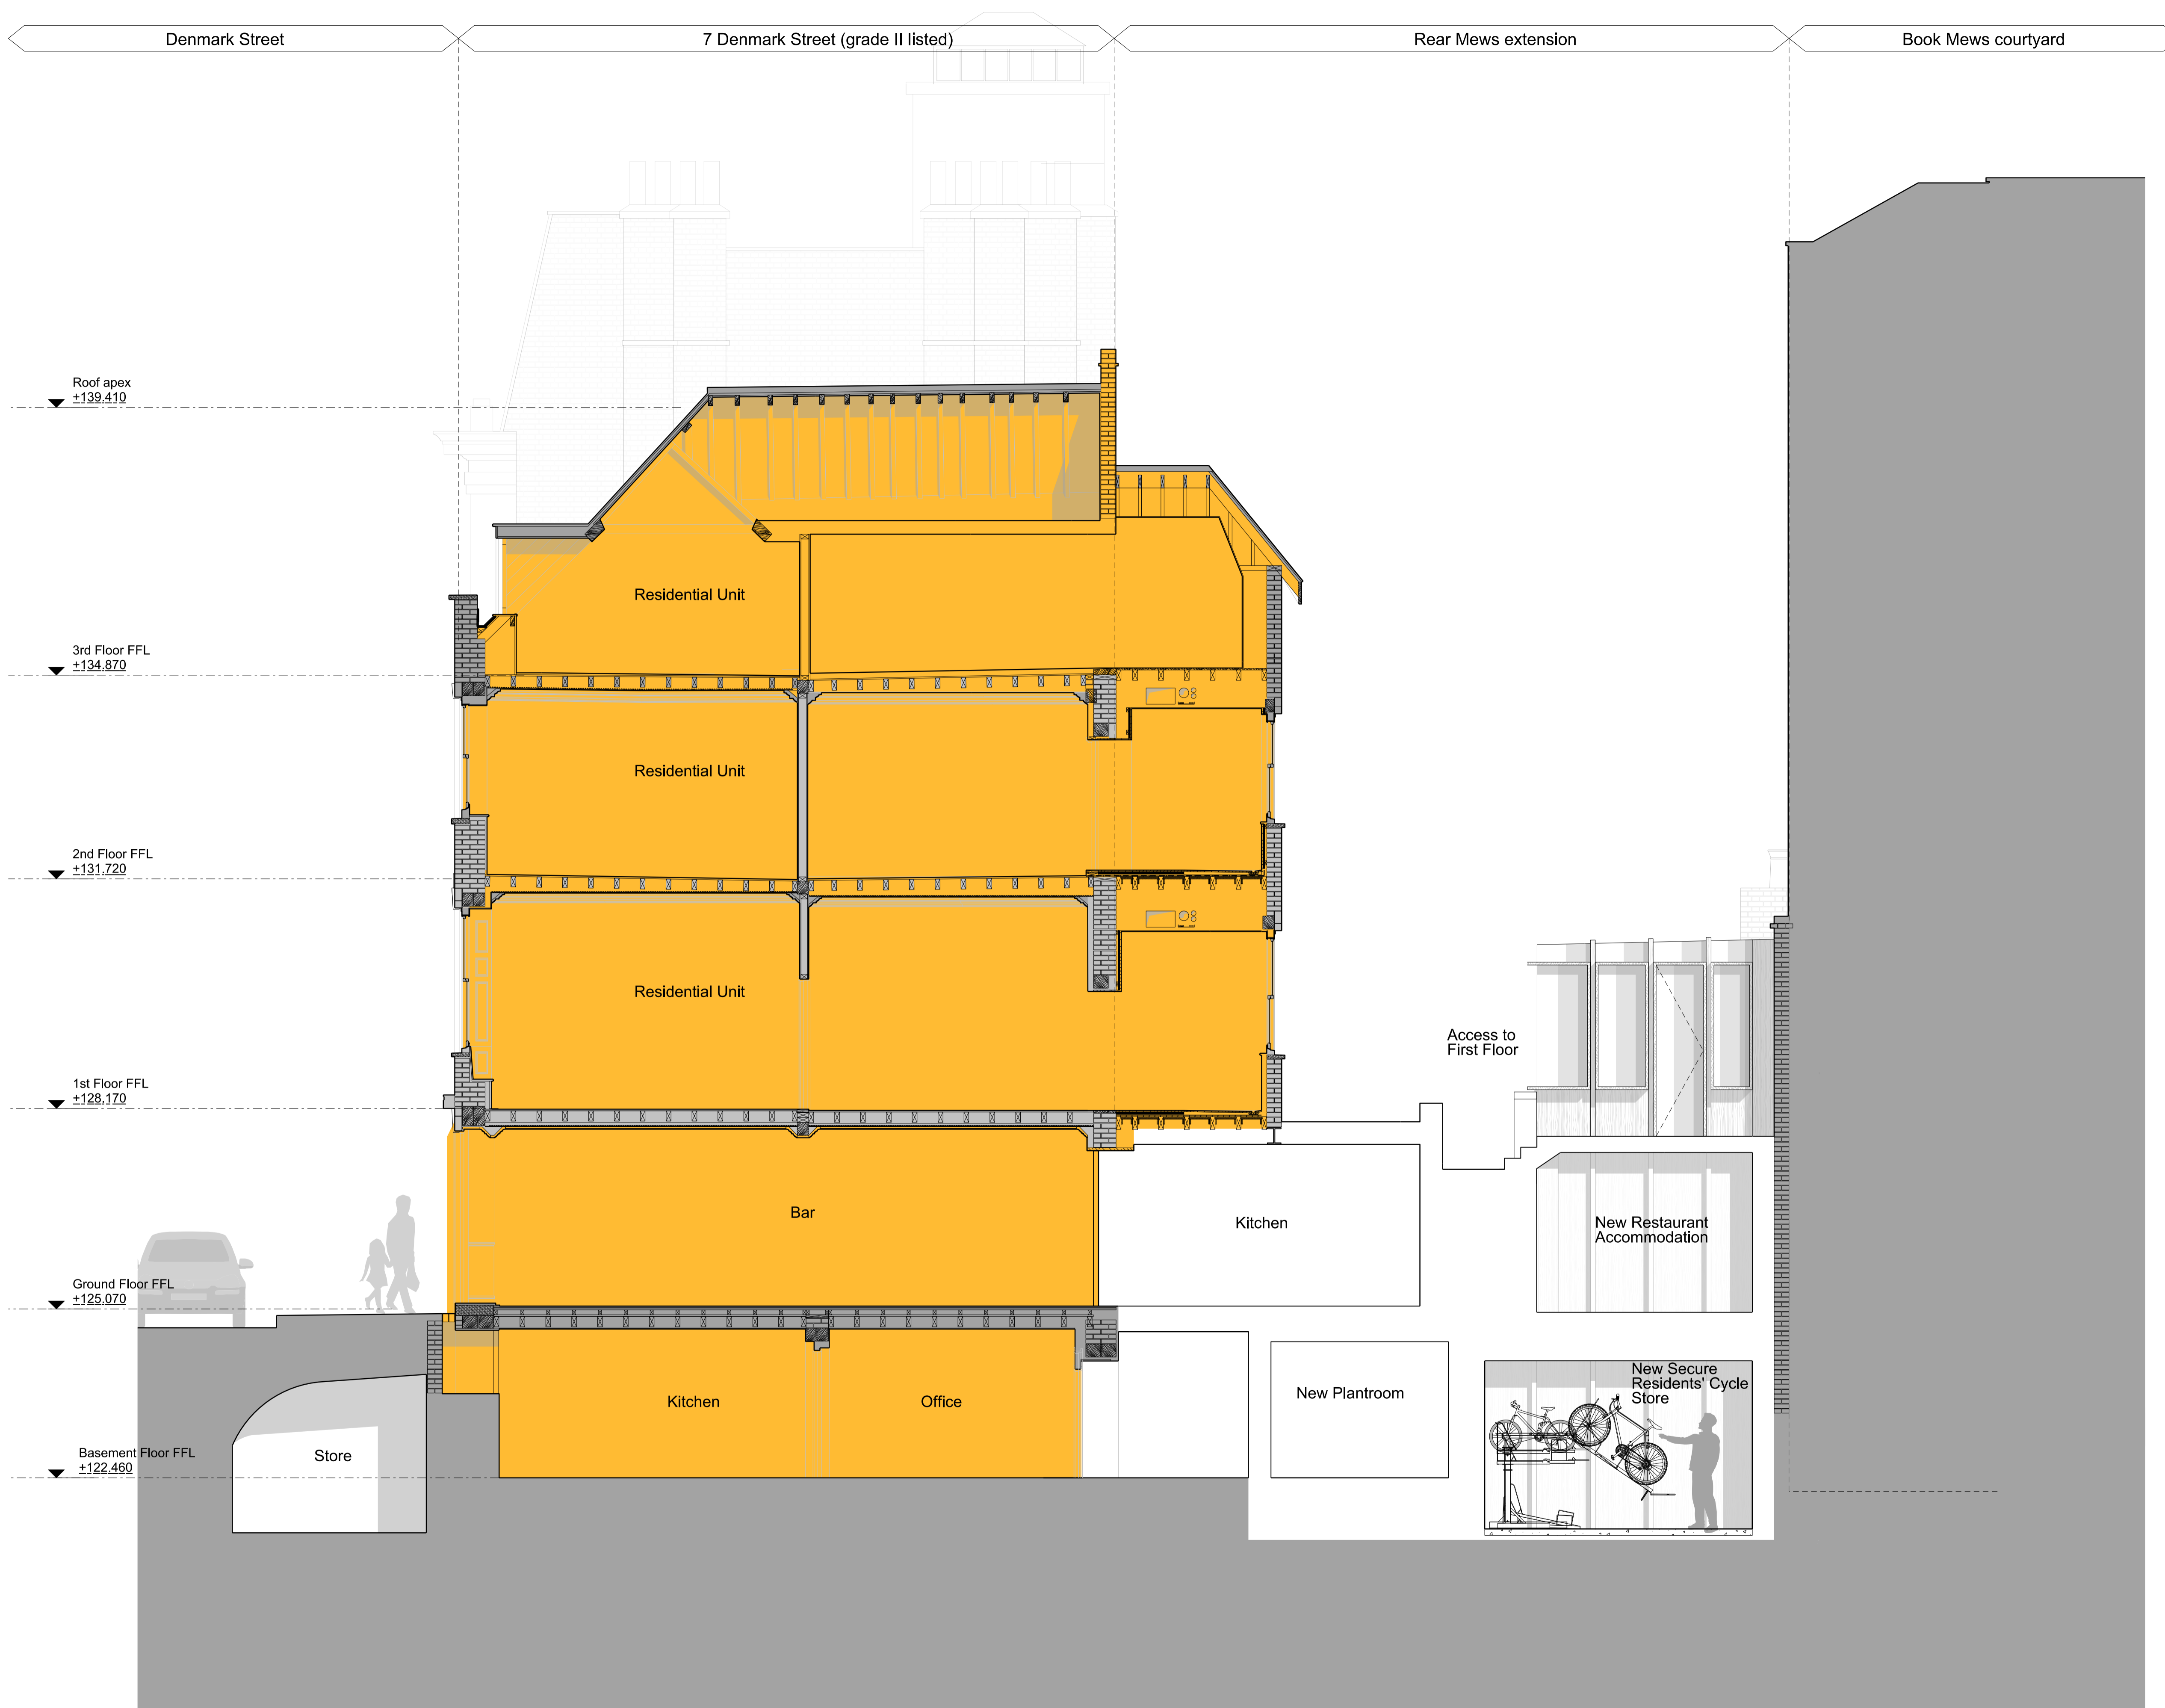 Denmark Street
7 Denmark Street (grade II listed)
Rear Mews extension
Book Mews courtyard
Roof apex
+139.410
Residential Unit
3rd Floor FFL
+134.870
Residential Unit
2nd Floor FFL
+131.720
Residential Unit
Access to
First Floor
1st Floor FFL
+128.170
Bar
Kitchen
New Restaurant
Accommodation
Ground Floor FFL
+125.070
Kitchen
Office
New Plantroom
New Secure
Residents' Cycle
Store
Basement Floor FFL
+122.460
Store